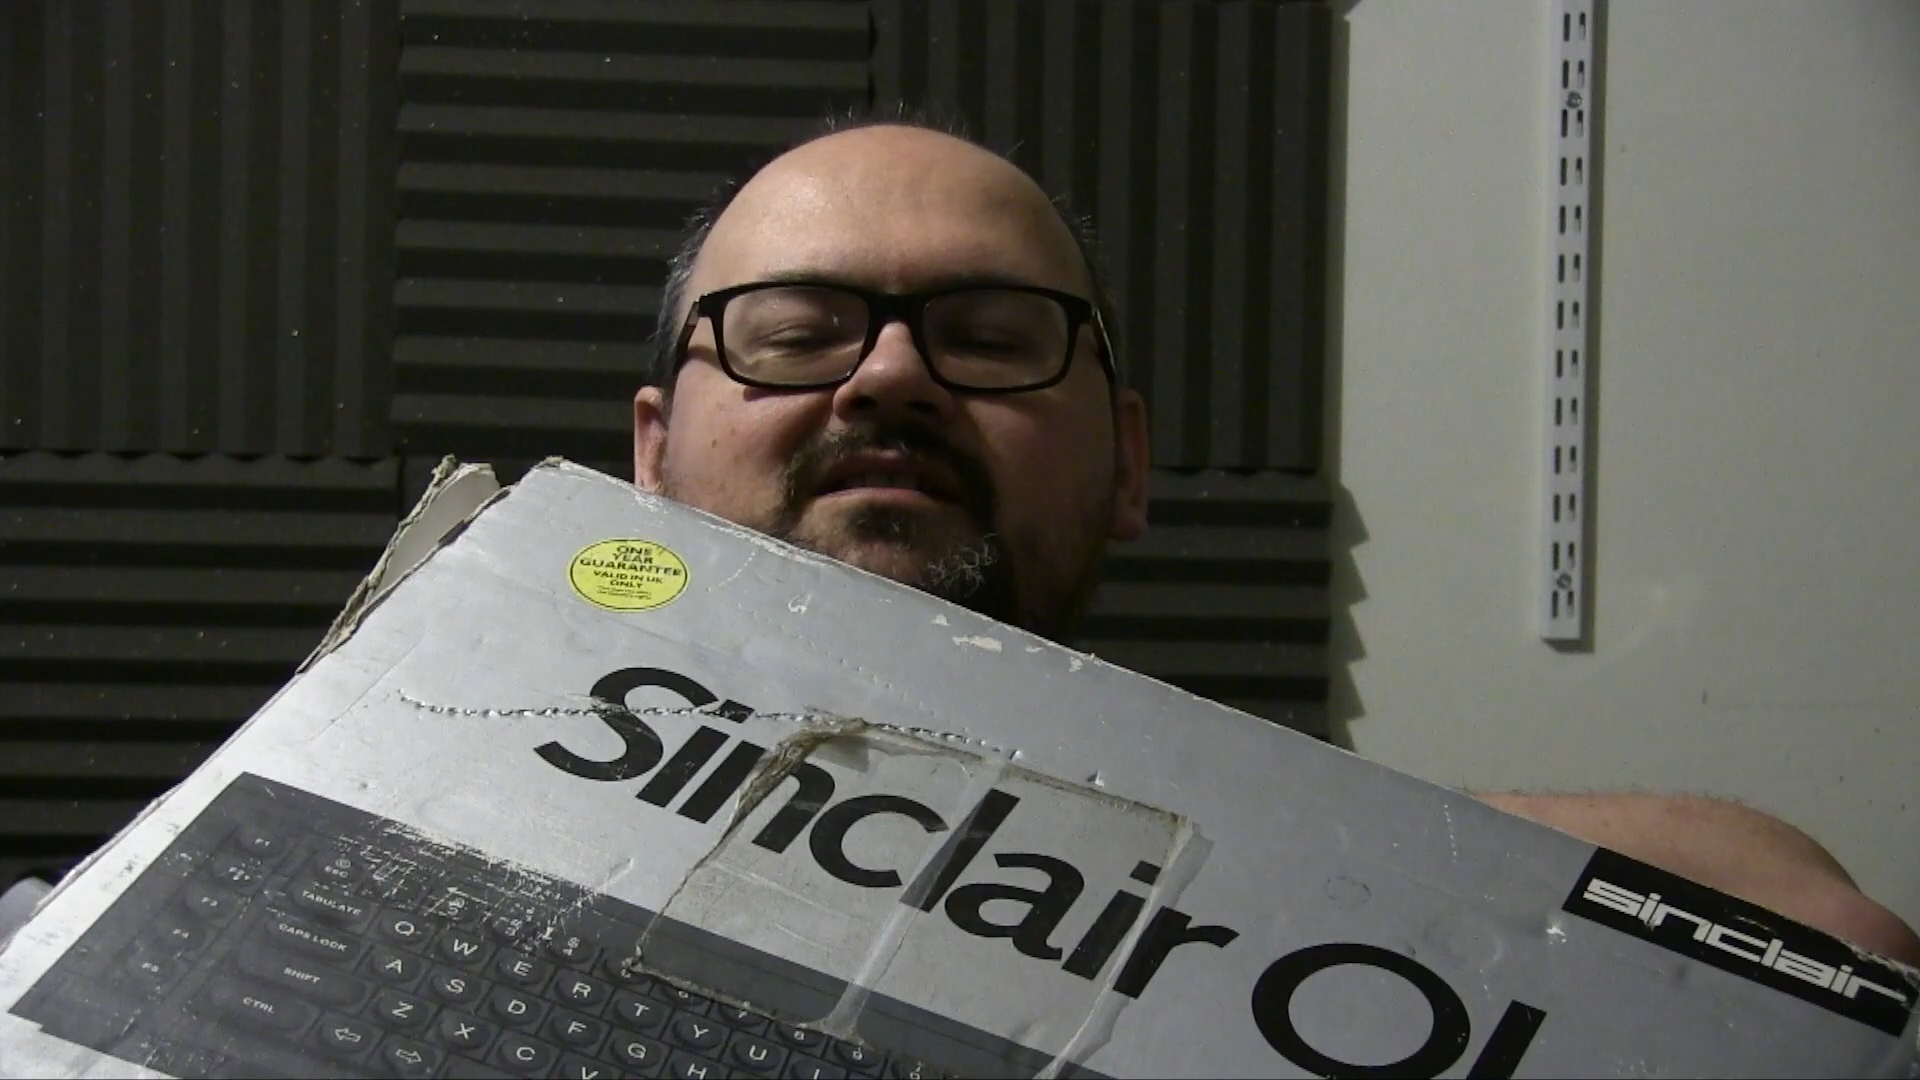 ONE
YEAR
GUARANTEE
VALID IN UK
ONLY
Sinclair QL
sinclair
F1
ESC
F3
TABULATE
Q W E R T Y U I
F4
CAPS LOCK
A S D F G H
F5
SHIFT
Z X C V
CTRL